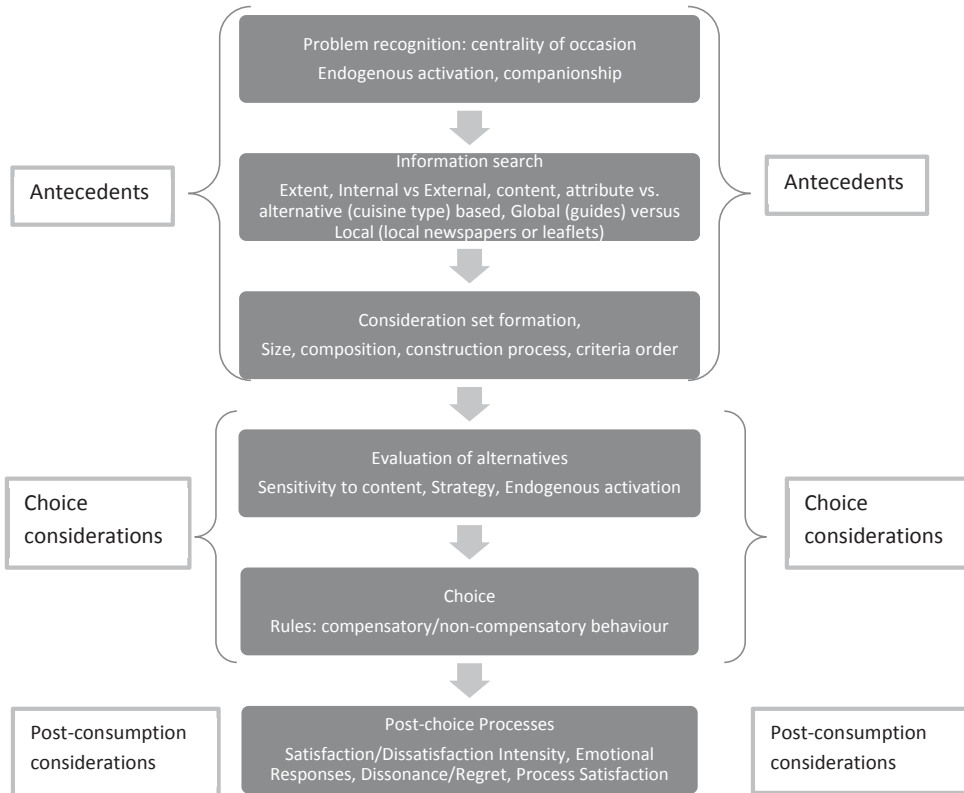 Problem recognition: centrality of occasion
Endogenous activation, companionship
Antecedents
Information search
Extent, Internal vs External, content, attribute vs.
alternative (cuisine type) based, Global (guides) versus
Local (local newspapers or leaflets)
Antecedents
Consideration set formation,
Size, composition, construction process, criteria order
Choice
considerations
Evaluation of alternatives
Sensitivity to content, Strategy, Endogenous activation
Choice
Rules: compensatory/non-compensatory behaviour
Choice
considerations
Post-consumption
considerations
Post-choice Processes
Satisfaction/Dissatisfaction Intensity, Emotional
Responses, Dissonance/Regret, Process Satisfaction
Post-consumption
considerations